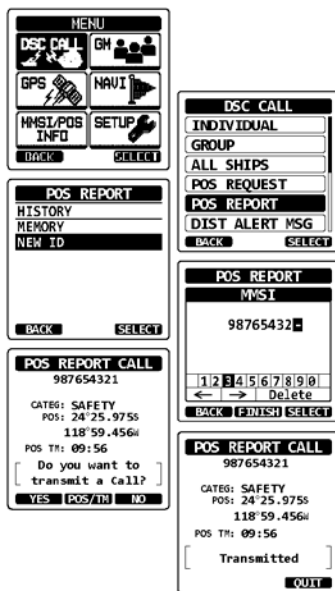 MENU
DSC CALL
GM
GPS
NAVI
MMSI/POS
INFO
SETUP
BACK
SELECT
DSC CALL
INDIVIDUAL
GROUP
ALL SHIPS
POS REQUEST
POS REPORT
DIST ALERT MSG
BACK
SELECT
POS REPORT
HISTORY
MEMORY
NEW ID
BACK
SELECT
POS REPORT
MMSI
98765432-
1 2 3 4 5 6 7 8 9 0
← → Delete
BACK FINISH SELECT
POS REPORT CALL
987654321
CATEG: SAFETY
POS: 24°25.975S
118°59.456W
POS TM: 09:56
Do you want to
transmit a Call?
YES POS/TM NO
POS REPORT CALL
987654321
CATEG: SAFETY
POS: 24°25.975S
118°59.456W
POS TM: 09:56
Transmitted
QUIT